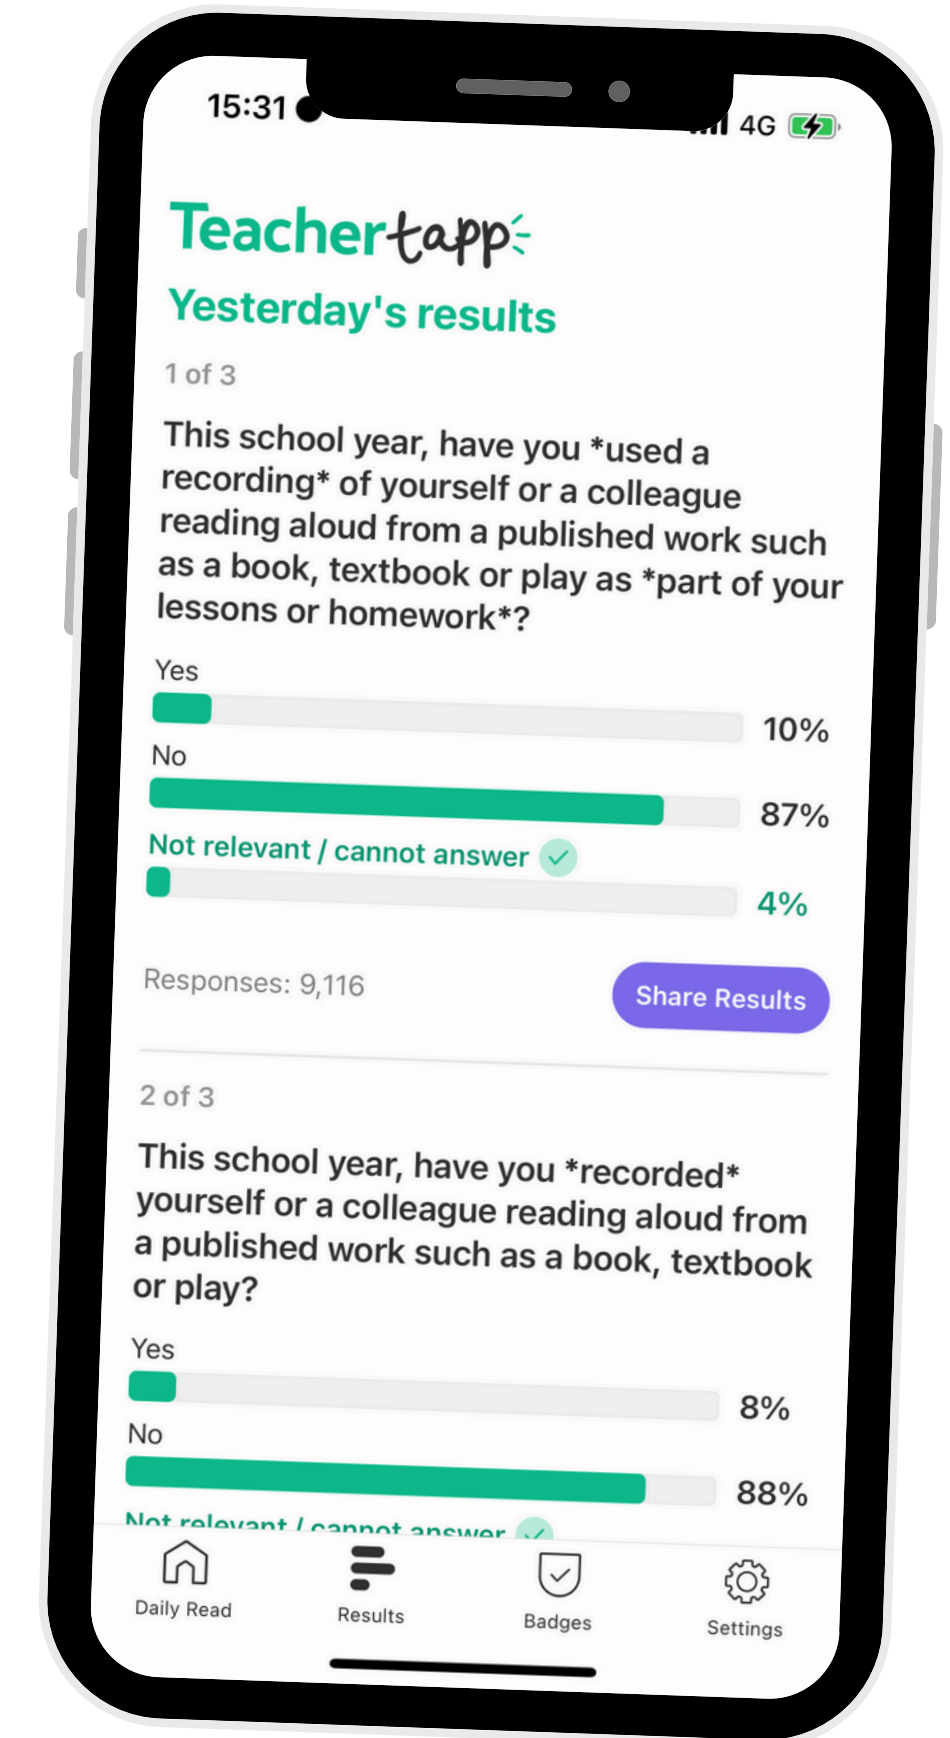 15:31
4G
Teachertapp
Yesterday's results
1 of 3
This school year, have you *used a
recording* of yourself or a colleague
reading aloud from a published work such
as a book, textbook or play as *part of your
lessons or homework*?
Yes
10%
No
87%
Not relevant / cannot answer
4%
Responses: 9,116
Share Results
2 of 3
This school year, have you *recorded*
yourself or a colleague reading aloud from
a published work such as a book, textbook
or play?
Yes
8%
No
88%
Not relevant / cannot answer
Daily Read
Results
Badges
Settings